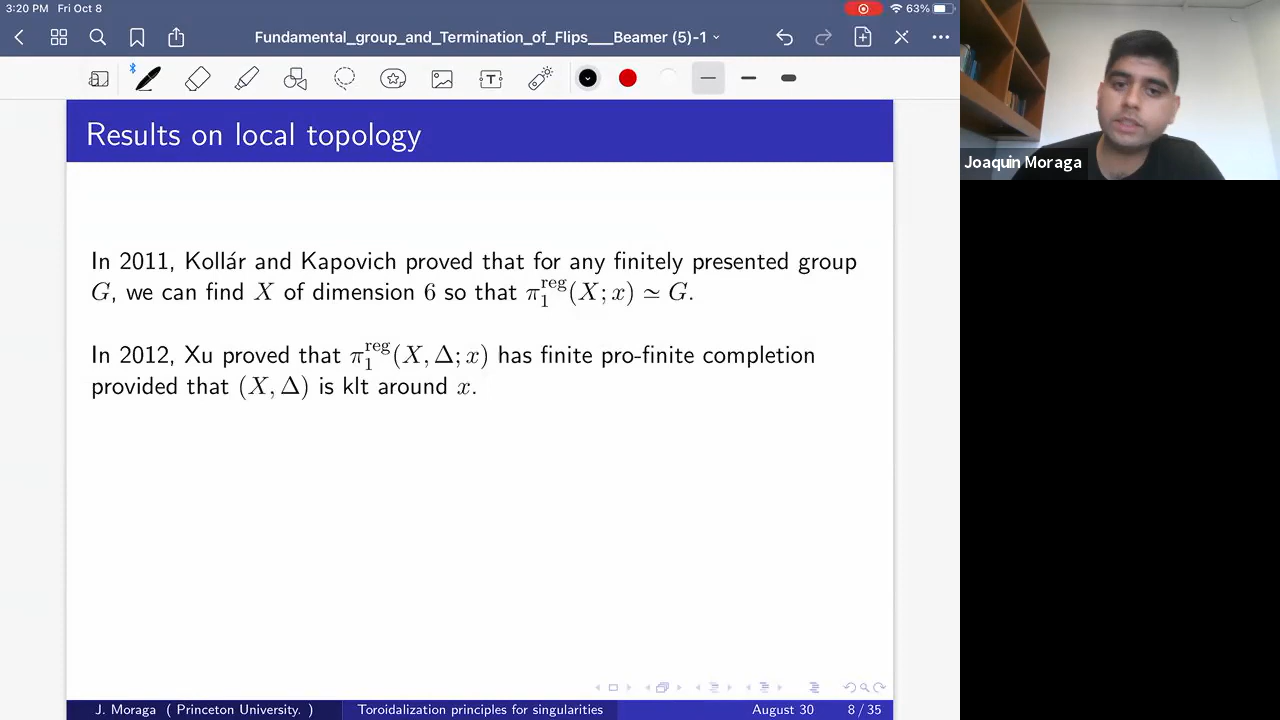 3:20 PM Fri Oct 8
63%
Fundamental_group_and_Termination_of_Flips___Beamer (5)-1
T
Results on local topology
In 2011, Kollár and Kapovich proved that for any finitely presented group
G, we can find X of dimension 6 so that π₁^reg(X; x) ≃ G.
In 2012, Xu proved that π₁^reg(X, Δ; x) has finite pro-finite completion
provided that (X, Δ) is klt around x.
J. Moraga ( Princeton University. )
Toroidalization principles for singularities
August 30
8 / 35
Joaquin Moraga